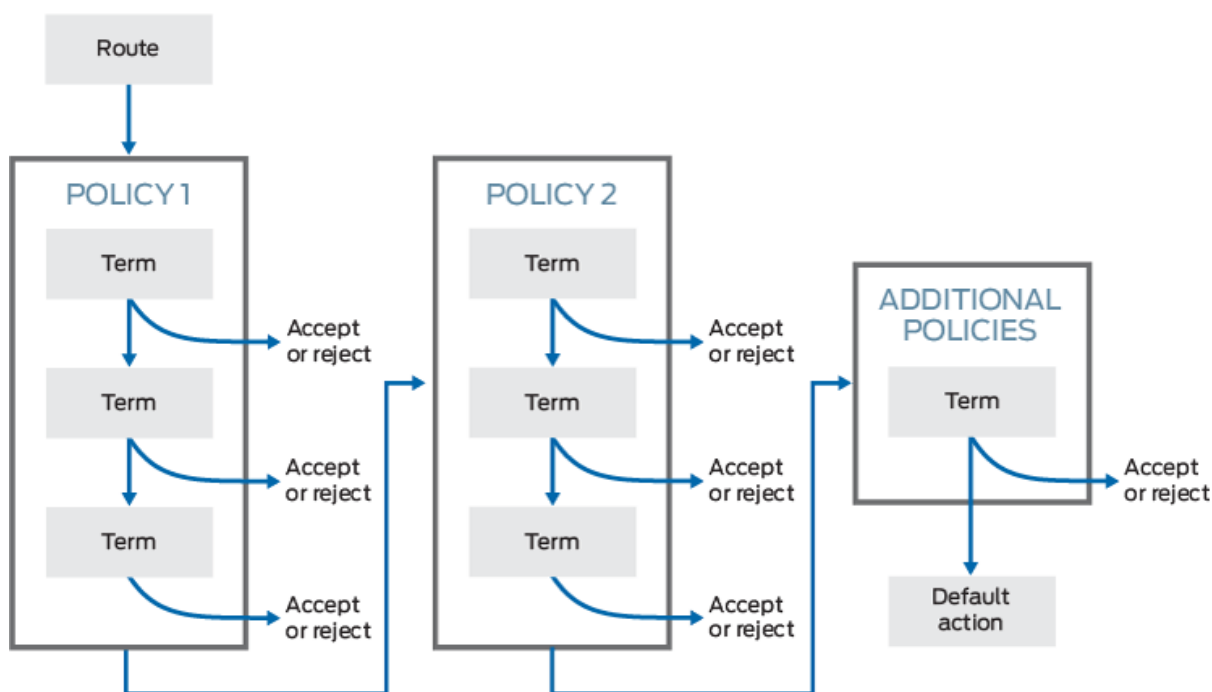 Route
POLICY 1
Term
Accept
or reject
Term
Accept
or reject
Term
Accept
or reject
POLICY 2
Term
Accept
or reject
Term
Accept
or reject
Term
Accept
or reject
ADDITIONAL
POLICIES
Term
Accept
or reject
Default
action